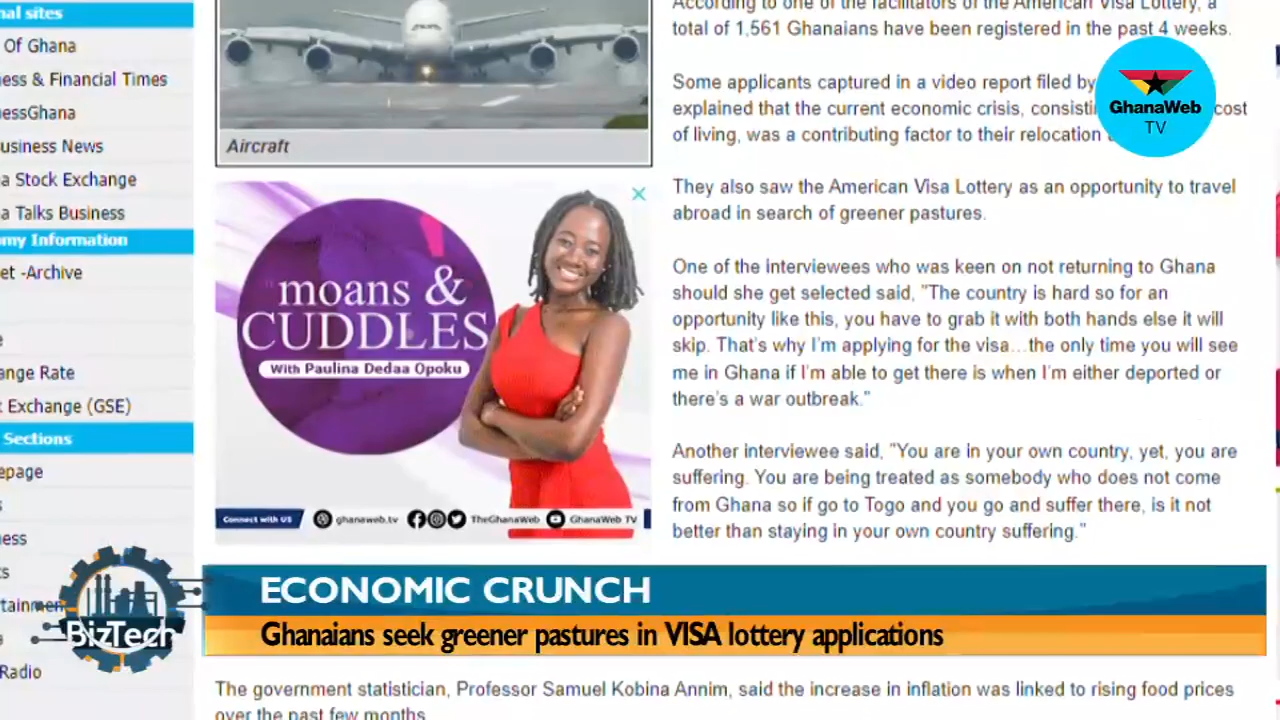 nal sites
Of Ghana
ess & Financial Times
essGhana
usiness News
a Stock Exchange
a Talks Business
my Information
et -Archive
ange Rate
t Exchange (GSE)
Sections
epage
ess
ts
tainmen
Radio
Aircraft
"moans &
CUDDLES
With Paulina Dedaa Opoku
Connect with US ghanaweb.tv TheGhanaWeb GhanaWeb TV
According to one of the facilitators of the American Visa Lottery, a
total of 1,561 Ghanaians have been registered in the past 4 weeks.
Some applicants captured in a video report filed by
explained that the current economic crisis, consisti cost
of living, was a contributing factor to their relocation
They also saw the American Visa Lottery as an opportunity to travel
abroad in search of greener pastures.
One of the interviewees who was keen on not returning to Ghana
should she get selected said, "The country is hard so for an
opportunity like this, you have to grab it with both hands else it will
skip. That's why I'm applying for the visa…the only time you will see
me in Ghana if I'm able to get there is when I'm either deported or
there's a war outbreak."
Another interviewee said, "You are in your own country, yet, you are
suffering. You are being treated as somebody who does not come
from Ghana so if go to Togo and you go and suffer there, is it not
better than staying in your own country suffering."
GhanaWeb
TV
BizTech
ECONOMIC CRUNCH
Ghanaians seek greener pastures in VISA lottery applications
The government statistician, Professor Samuel Kobina Annim, said the increase in inflation was linked to rising food prices
over the past few months